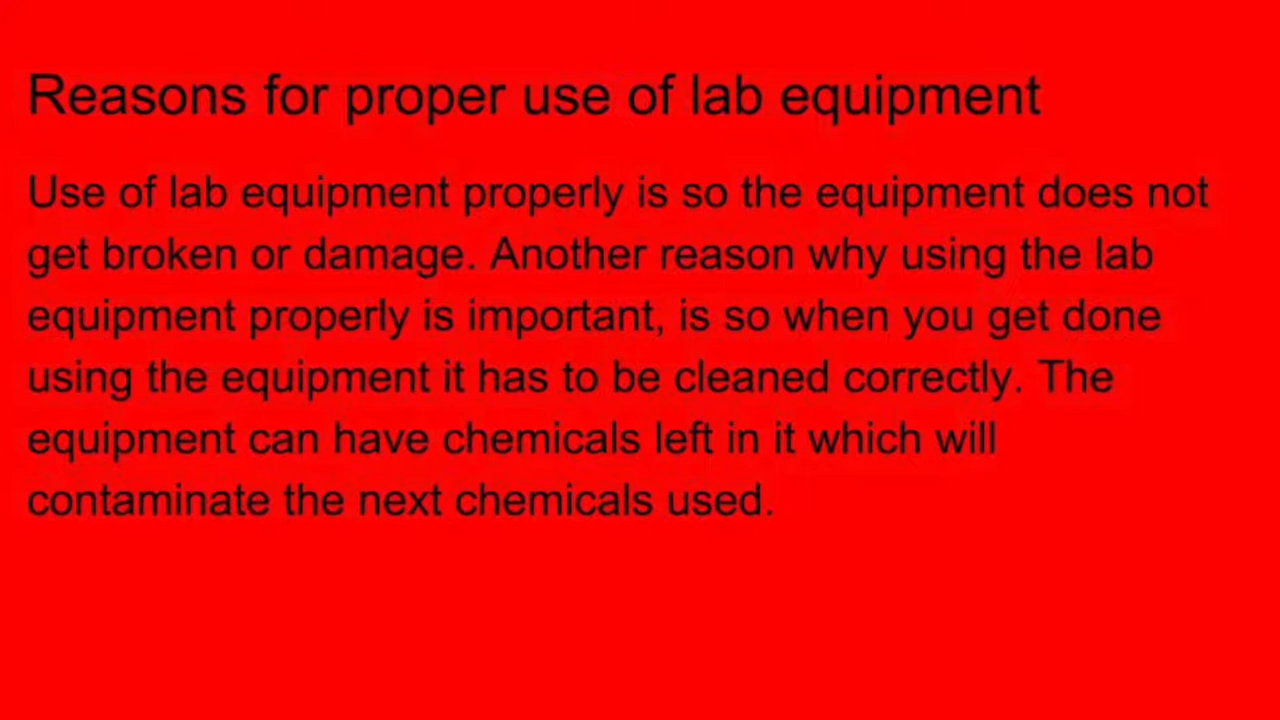 Reasons for proper use of lab equipment
Use of lab equipment properly is so the equipment does not
get broken or damage. Another reason why using the lab
equipment properly is important, is so when you get done
using the equipment it has to be cleaned correctly. The
equipment can have chemicals left in it which will
contaminate the next chemicals used.